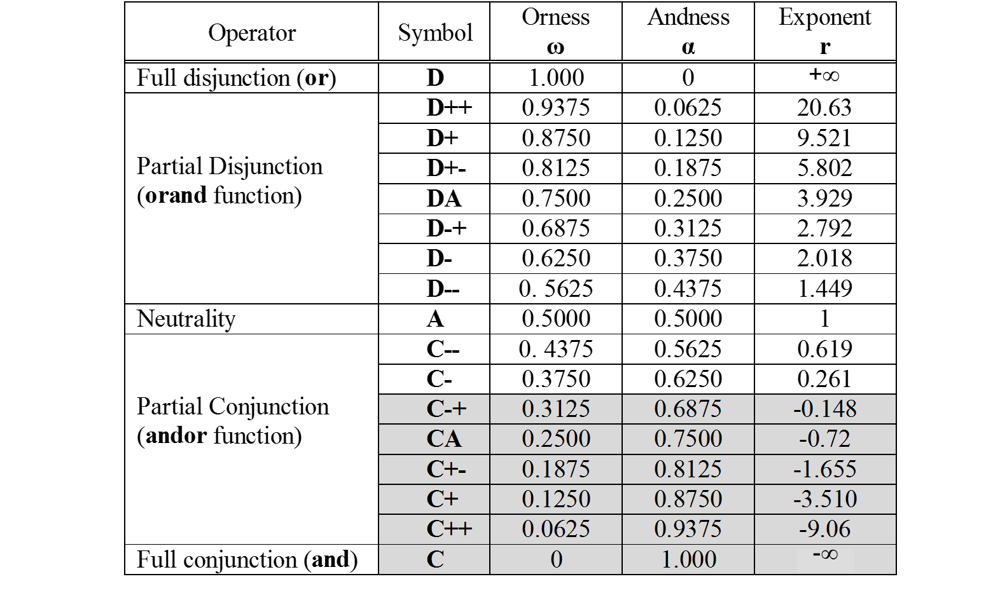 Operator Symbol Orness ω Andness α Exponent r
Full disjunction (or) D 1.000 0 +∞
Partial Disjunction (orand function)
D++ 0.9375 0.0625 20.63
D+ 0.8750 0.1250 9.521
D+- 0.8125 0.1875 5.802
DA 0.7500 0.2500 3.929
D-+ 0.6875 0.3125 2.792
D- 0.6250 0.3750 2.018
D-- 0. 5625 0.4375 1.449
Neutrality A 0.5000 0.5000 1
Partial Conjunction (andor function)
C-- 0. 4375 0.5625 0.619
C- 0.3750 0.6250 0.261
C-+ 0.3125 0.6875 -0.148
CA 0.2500 0.7500 -0.72
C+- 0.1875 0.8125 -1.655
C+ 0.1250 0.8750 -3.510
C++ 0.0625 0.9375 -9.06
Full conjunction (and) C 0 1.000 -∞